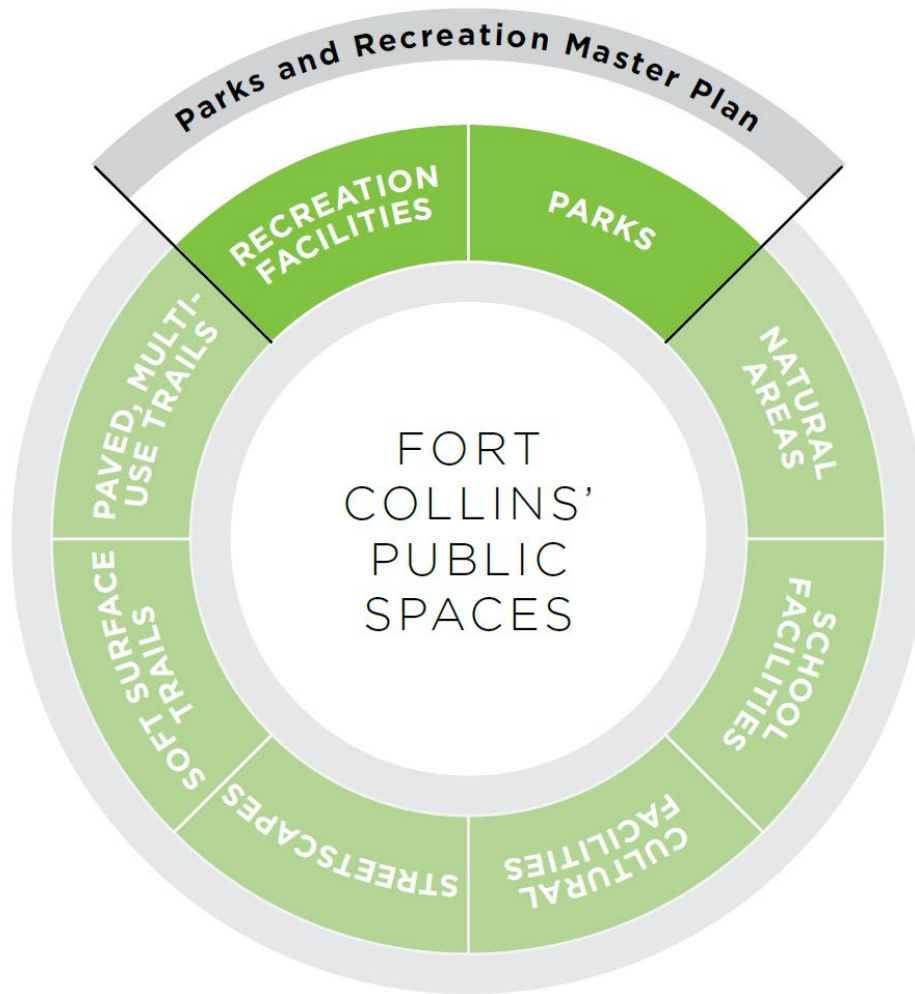 Parks and Recreation Master Plan
RECREATION
FACILITIES
PARKS
NATURAL
AREAS
SCHOOL
FACILITIES
CULTURAL
FACILITIES
STREETSCAPES
SOFT SURFACE
TRAILS
PAVED, MULTI-
USE TRAILS
FORT
COLLINS’
PUBLIC
SPACES